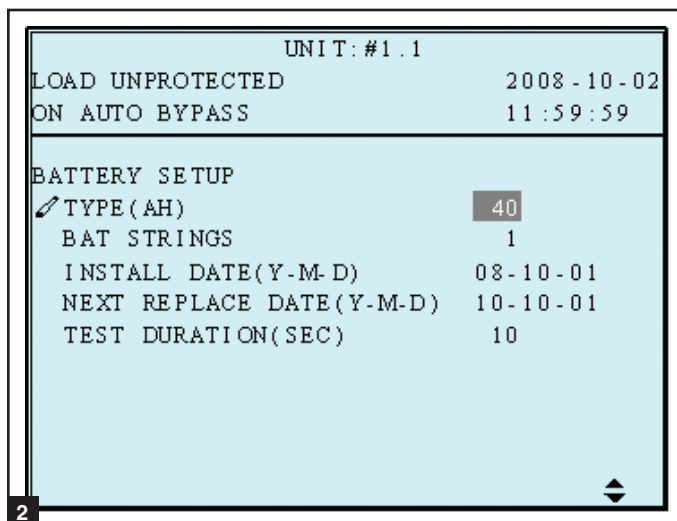 UNIT:#1.1
LOAD UNPROTECTED 2008-10-02
ON AUTO BYPASS 11:59:59
BATTERY SETUP
TYPE(AH) 40
BAT STRINGS 1
INSTALL DATE(Y-M-D) 08-10-01
NEXT REPLACE DATE(Y-M-D) 10-10-01
TEST DURATION(SEC) 10
2